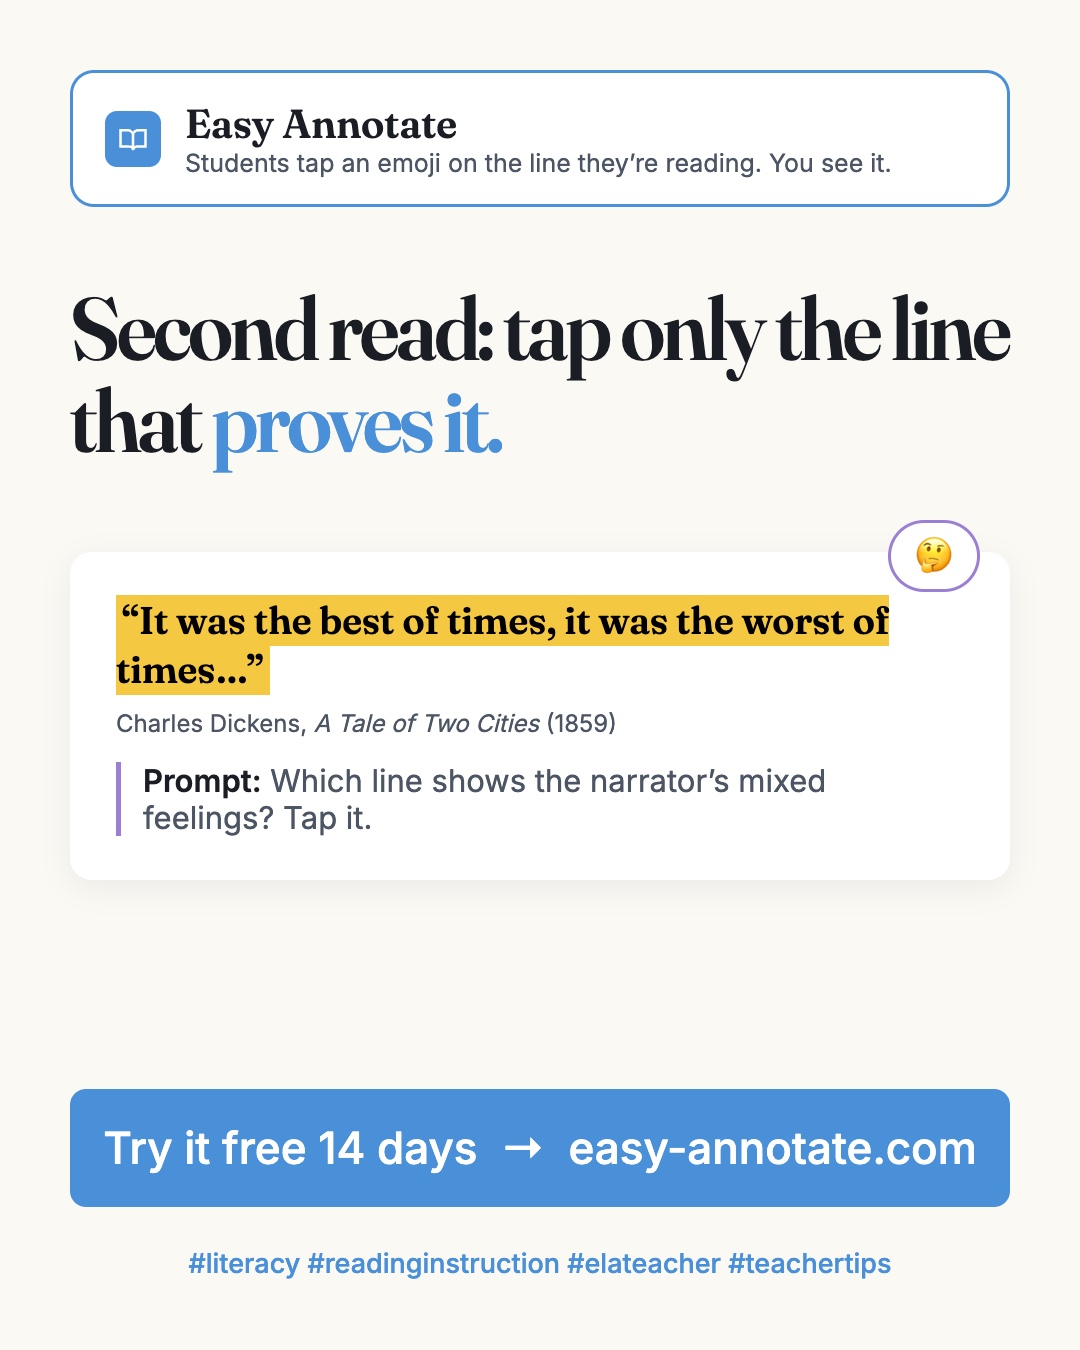 Easy Annotate
Students tap an emoji on the line they’re reading. You see it.
Second read: tap only the line
that proves it.
“It was the best of times, it was the worst of
times…”
Charles Dickens, A Tale of Two Cities (1859)
Prompt: Which line shows the narrator’s mixed
feelings? Tap it.
Try it free 14 days → easy-annotate.com
#literacy #readinginstruction #elateacher #teachertips